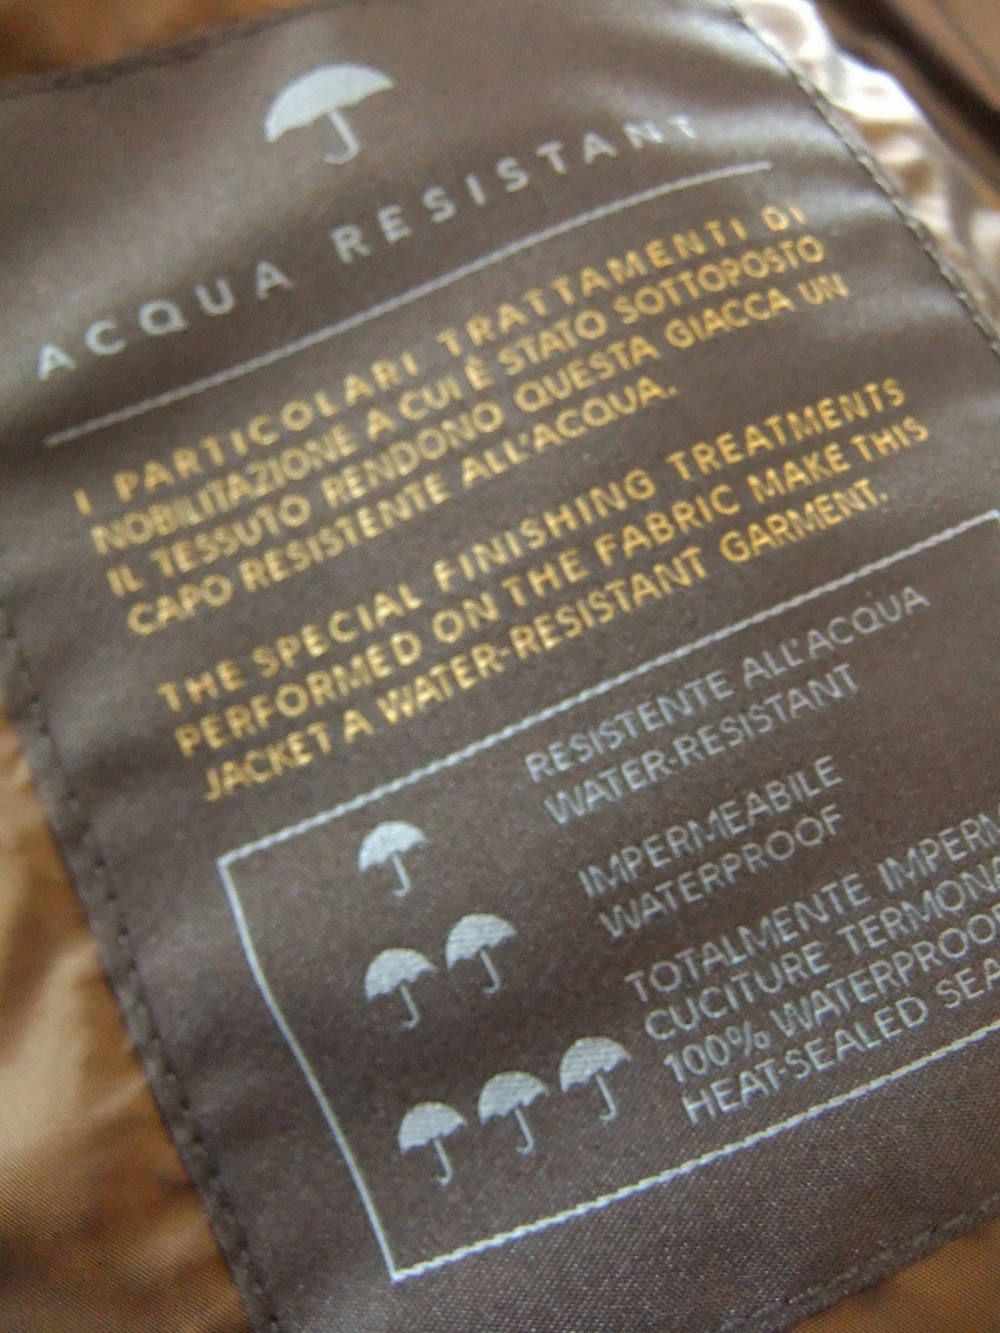 ACQUA RESISTANT
I PARTICOLARI TRATTAMENTI DI
NOBILITAZIONE A CUI È STATO SOTTOPOSTO
IL TESSUTO RENDONO QUESTA GIACCA UN
CAPO RESISTENTE ALL'ACQUA.
THE SPECIAL FINISHING TREATMENTS
PERFORMED ON THE FABRIC MAKE THIS
JACKET A WATER-RESISTANT GARMENT.
RESISTENTE ALL'ACQUA
WATER-RESISTANT
IMPERMEABILE
WATERPROOF
TOTALMENTE
CUCITURE
100% WATERPROOF
HEAT-SEALED